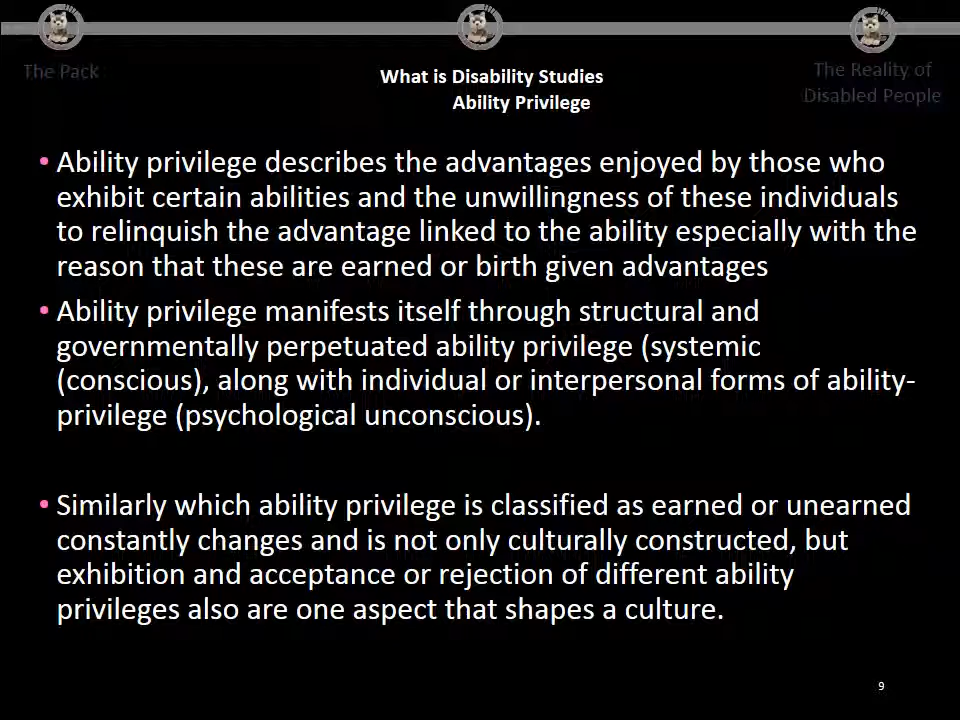 The Pack
What is Disability Studies
Ability Privilege
The Reality of
Disabled People
• Ability privilege describes the advantages enjoyed by those who
exhibit certain abilities and the unwillingness of these individuals
to relinquish the advantage linked to the ability especially with the
reason that these are earned or birth given advantages
• Ability privilege manifests itself through structural and
governmentally perpetuated ability privilege (systemic
(conscious), along with individual or interpersonal forms of ability-
privilege (psychological unconscious).
• Similarly which ability privilege is classified as earned or unearned
constantly changes and is not only culturally constructed, but
exhibition and acceptance or rejection of different ability
privileges also are one aspect that shapes a culture.
9